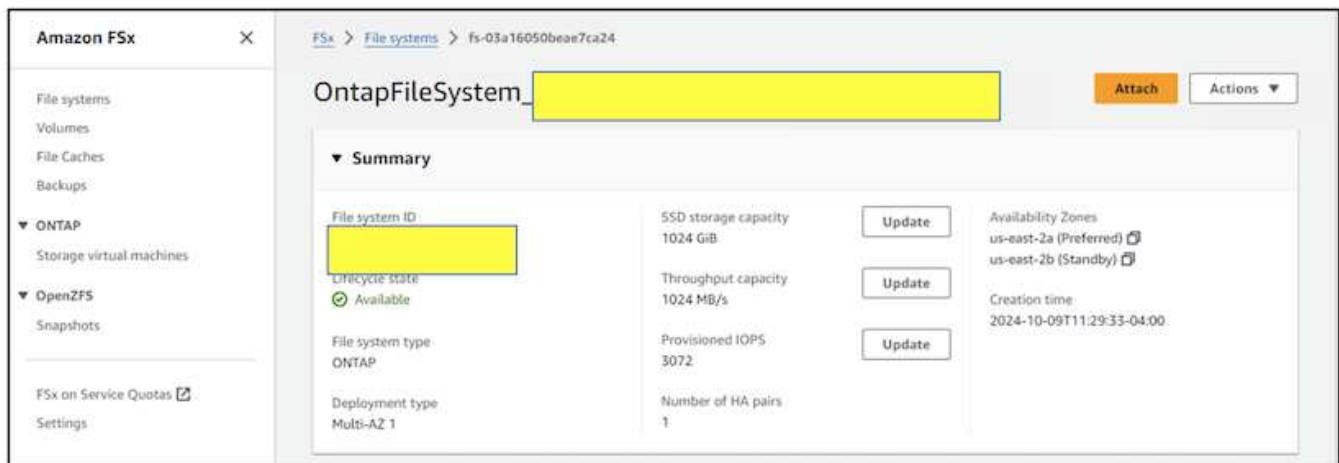 Amazon FSx
File systems
Volumes
File Caches
Backups
ONTAP
Storage virtual machines
OpenZFS
Snapshots
FSx on Service Quotas
Settings
FSx > File systems > fs-03a16050beae7ca24
OntapFileSystem_
Attach
Actions
Summary
File system ID
Lifecycle state
Available
File system type
ONTAP
Deployment type
Multi-AZ 1
SSD storage capacity
1024 GiB
Update
Throughput capacity
1024 MB/s
Update
Provisioned IOPS
3072
Update
Number of HA pairs
1
Availability Zones
us-east-2a (Preferred)
us-east-2b (Standby)
Creation time
2024-10-09T11:29:33-04:00